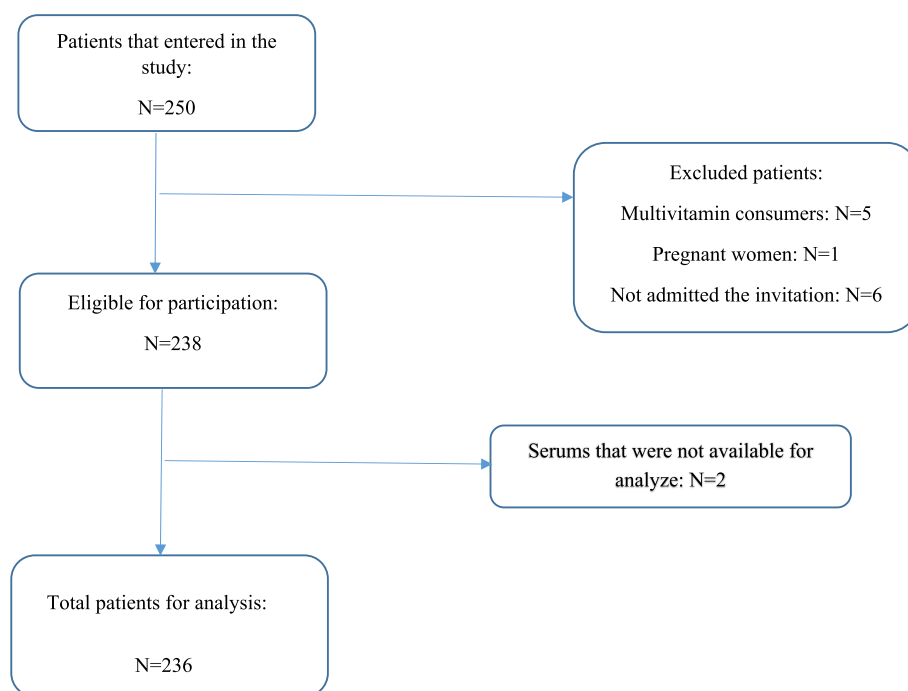 Patients that entered in the
study:
N=250
Excluded patients:
Multivitamin consumers: N=5
Pregnant women: N=1
Not admitted the invitation: N=6
Eligible for participation:
N=238
Serums that were not available for
analyze: N=2
Total patients for analysis:
N=236